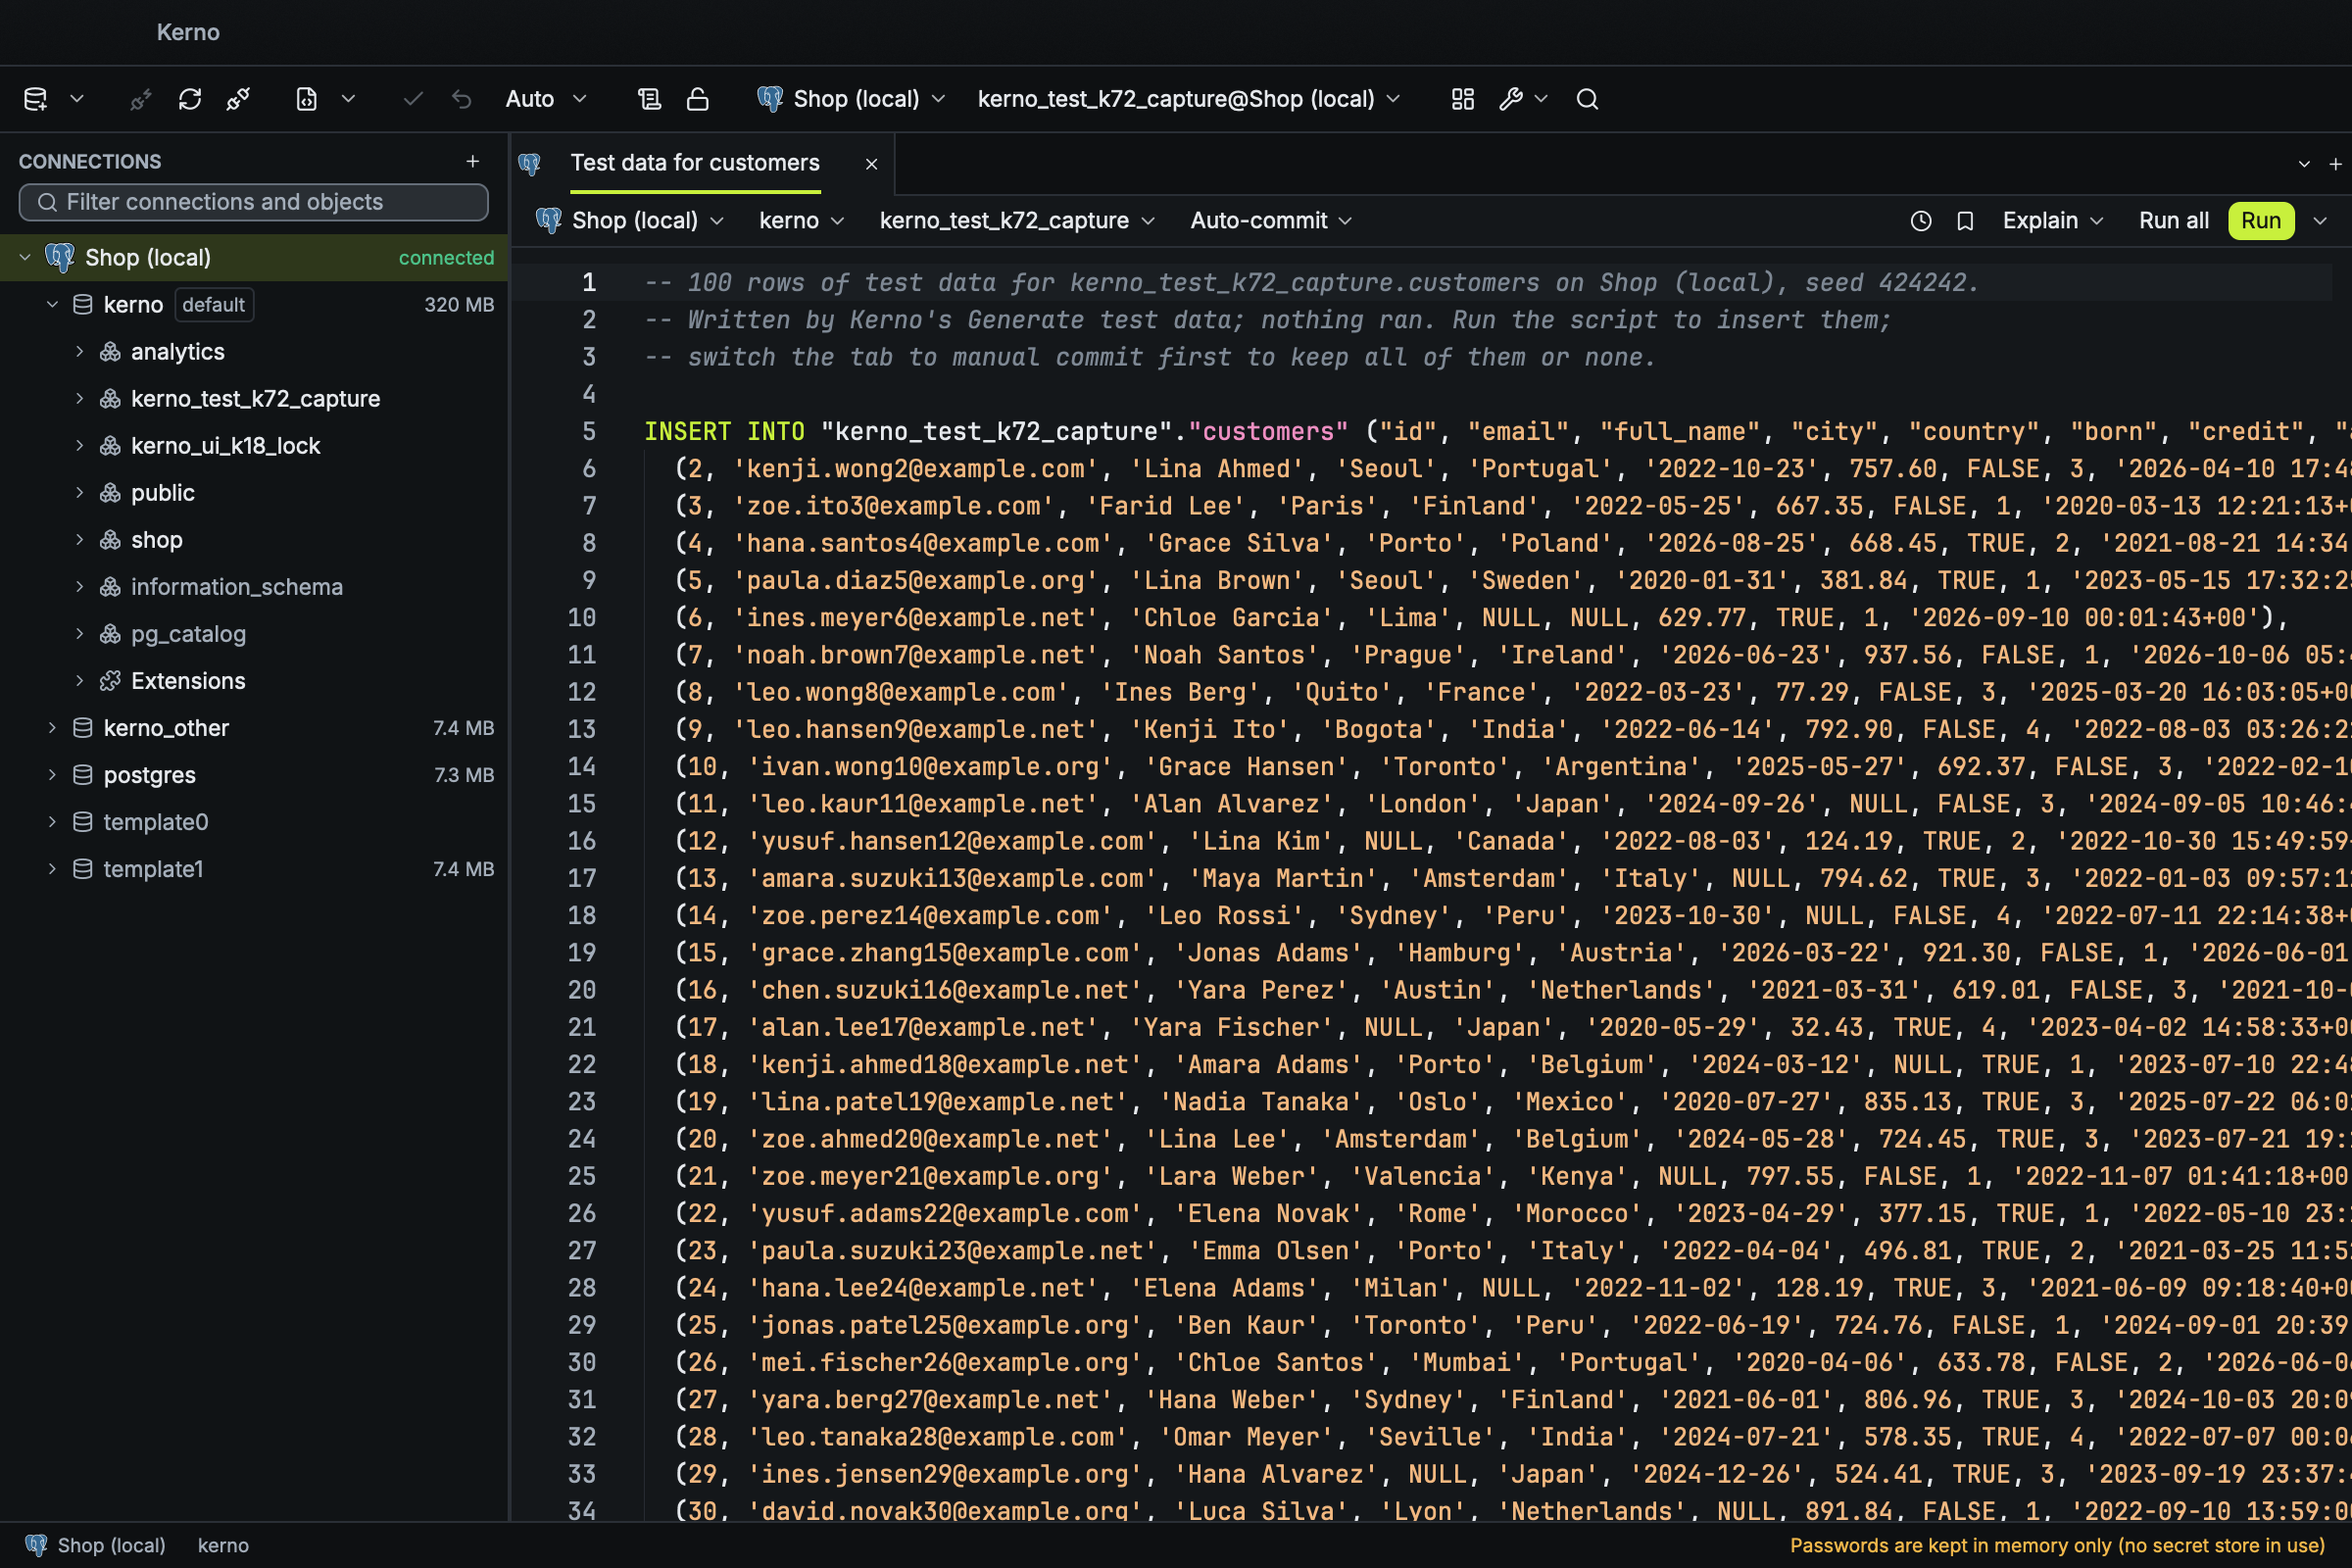 Kerno
Auto
Shop (local)
kerno_test_k72_capture@Shop (local)
CONNECTIONS
Filter connections and objects
Shop (local) connected
kerno default 320 MB
analytics
kerno_test_k72_capture
kerno_ui_k18_lock
public
shop
information_schema
pg_catalog
Extensions
kerno_other 7.4 MB
postgres 7.3 MB
template0
template1 7.4 MB
Test data for customers
Shop (local) kerno kerno_test_k72_capture Auto-commit Explain Run all Run
1 -- 100 rows of test data for kerno_test_k72_capture.customers on Shop (local), seed 424242.
2 -- Written by Kerno's Generate test data; nothing ran. Run the script to insert them;
3 -- switch the tab to manual commit first to keep all of them or none.
4
5 INSERT INTO "kerno_test_k72_capture"."customers" ("id", "email", "full_name", "city", "country", "born", "credit", "
6 (2, 'kenji.wong2@example.com', 'Lina Ahmed', 'Seoul', 'Portugal', '2022-10-23', 757.60, FALSE, 3, '2026-04-10 17:4
7 (3, 'zoe.ito3@example.com', 'Farid Lee', 'Paris', 'Finland', '2022-05-25', 667.35, FALSE, 1, '2020-03-13 12:21:13+
8 (4, 'hana.santos4@example.com', 'Grace Silva', 'Porto', 'Poland', '2026-08-25', 668.45, TRUE, 2, '2021-08-21 14:34
9 (5, 'paula.diaz5@example.org', 'Lina Brown', 'Seoul', 'Sweden', '2020-01-31', 381.84, TRUE, 1, '2023-05-15 17:32:2
10 (6, 'ines.meyer6@example.net', 'Chloe Garcia', 'Lima', NULL, NULL, 629.77, TRUE, 1, '2026-09-10 00:01:43+00'),
11 (7, 'noah.brown7@example.net', 'Noah Santos', 'Prague', 'Ireland', '2026-06-23', 937.56, FALSE, 1, '2026-10-06 05:
12 (8, 'leo.wong8@example.com', 'Ines Berg', 'Quito', 'France', '2022-03-23', 77.29, FALSE, 3, '2025-03-20 16:03:05+0
13 (9, 'leo.hansen9@example.net', 'Kenji Ito', 'Bogota', 'India', '2022-06-14', 792.90, FALSE, 4, '2022-08-03 03:26:2
14 (10, 'ivan.wong10@example.org', 'Grace Hansen', 'Toronto', 'Argentina', '2025-05-27', 692.37, FALSE, 3, '2022-02-1
15 (11, 'leo.kaur11@example.net', 'Alan Alvarez', 'London', 'Japan', '2024-09-26', NULL, FALSE, 3, '2024-09-05 10:46:
16 (12, 'yusuf.hansen12@example.com', 'Lina Kim', NULL, 'Canada', '2022-08-03', 124.19, TRUE, 2, '2022-10-30 15:49:59
17 (13, 'amara.suzuki13@example.com', 'Maya Martin', 'Amsterdam', 'Italy', NULL, 794.62, TRUE, 3, '2022-01-03 09:57:1
18 (14, 'zoe.perez14@example.com', 'Leo Rossi', 'Sydney', 'Peru', '2023-10-30', NULL, FALSE, 4, '2022-07-11 22:14:38+
19 (15, 'grace.zhang15@example.com', 'Jonas Adams', 'Hamburg', 'Austria', '2026-03-22', 921.30, FALSE, 1, '2026-06-01
20 (16, 'chen.suzuki16@example.net', 'Yara Perez', 'Austin', 'Netherlands', '2021-03-31', 619.01, FALSE, 3, '2021-10-
21 (17, 'alan.lee17@example.net', 'Yara Fischer', NULL, 'Japan', '2020-05-29', 32.43, TRUE, 4, '2023-04-02 14:58:33+0
22 (18, 'kenji.ahmed18@example.net', 'Amara Adams', 'Porto', 'Belgium', '2024-03-12', NULL, TRUE, 1, '2023-07-10 22:4
23 (19, 'lina.patel19@example.net', 'Nadia Tanaka', 'Oslo', 'Mexico', '2020-07-27', 835.13, TRUE, 3, '2025-07-22 06:0
24 (20, 'zoe.ahmed20@example.net', 'Lina Lee', 'Amsterdam', 'Belgium', '2024-05-28', 724.45, TRUE, 3, '2023-07-21 19:
25 (21, 'zoe.meyer21@example.org', 'Lara Weber', 'Valencia', 'Kenya', NULL, 797.55, FALSE, 1, '2022-11-07 01:41:18+00
26 (22, 'yusuf.adams22@example.com', 'Elena Novak', 'Rome', 'Morocco', '2023-04-29', 377.15, TRUE, 1, '2022-05-10 23:
27 (23, 'paula.suzuki23@example.net', 'Emma Olsen', 'Porto', 'Italy', '2022-04-04', 496.81, TRUE, 2, '2021-03-25 11:5
28 (24, 'hana.lee24@example.net', 'Elena Adams', 'Milan', NULL, '2022-11-02', 128.19, TRUE, 3, '2021-06-09 09:18:40+0
29 (25, 'jonas.patel25@example.org', 'Ben Kaur', 'Toronto', 'Peru', '2022-06-19', 724.76, FALSE, 1, '2024-09-01 20:39
30 (26, 'mei.fischer26@example.org', 'Chloe Santos', 'Mumbai', 'Portugal', '2020-04-06', 633.78, FALSE, 2, '2026-06-0
31 (27, 'yara.berg27@example.net', 'Hana Weber', 'Sydney', 'Finland', '2021-06-01', 806.96, TRUE, 3, '2024-10-03 20:0
32 (28, 'leo.tanaka28@example.com', 'Omar Meyer', 'Seville', 'India', '2024-07-21', 578.35, TRUE, 4, '2022-07-07 00:0
33 (29, 'ines.jensen29@example.org', 'Hana Alvarez', NULL, 'Japan', '2024-12-26', 524.41, TRUE, 3, '2023-09-19 23:37:
34 (30, 'david.novak30@example.org', 'Luca Silva', 'Lyon', 'Netherlands', NULL, 891.84, FALSE, 1, '2022-09-10 13:59:0
Shop (local) kerno
Passwords are kept in memory only (no secret store in use)